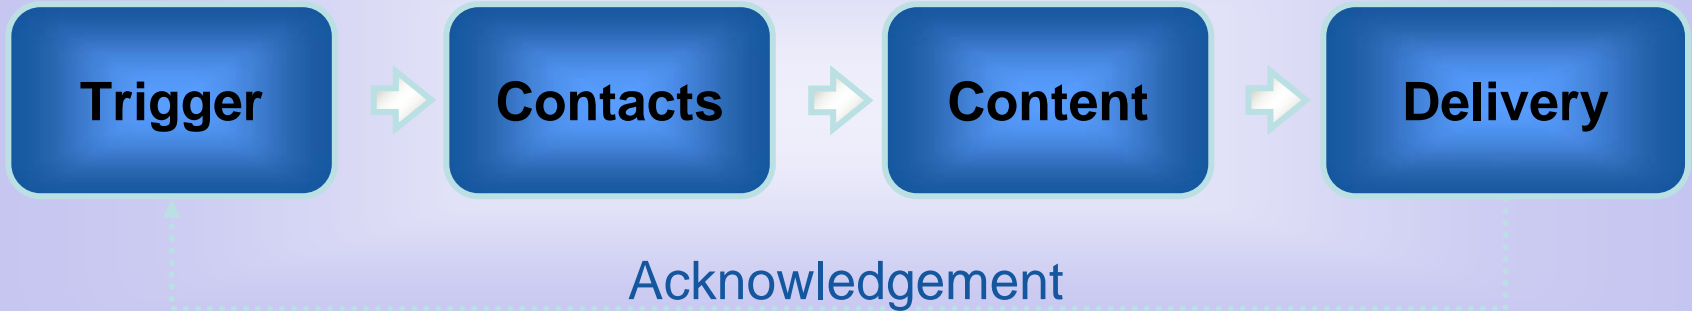 Trigger
Contacts
Content
Delivery
Acknowledgement